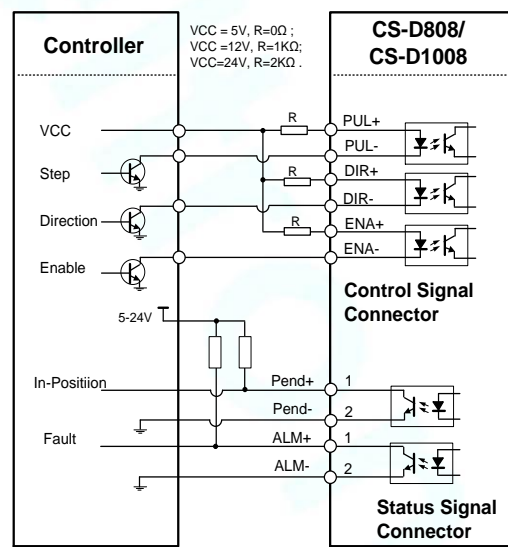 Controller
VCC = 5V, R=0Ω ;
VCC =12V, R=1KΩ;
VCC=24V, R=2KΩ .
CS-D808/
CS-D1008
VCC
R
PUL+
PUL-
Step
R
DIR+
DIR-
Direction
R
ENA+
ENA-
Enable
Control Signal
Connector
5-24V
In-Positiion
Pend+
1
Pend-
2
Fault
ALM+
1
ALM-
2
Status Signal
Connector